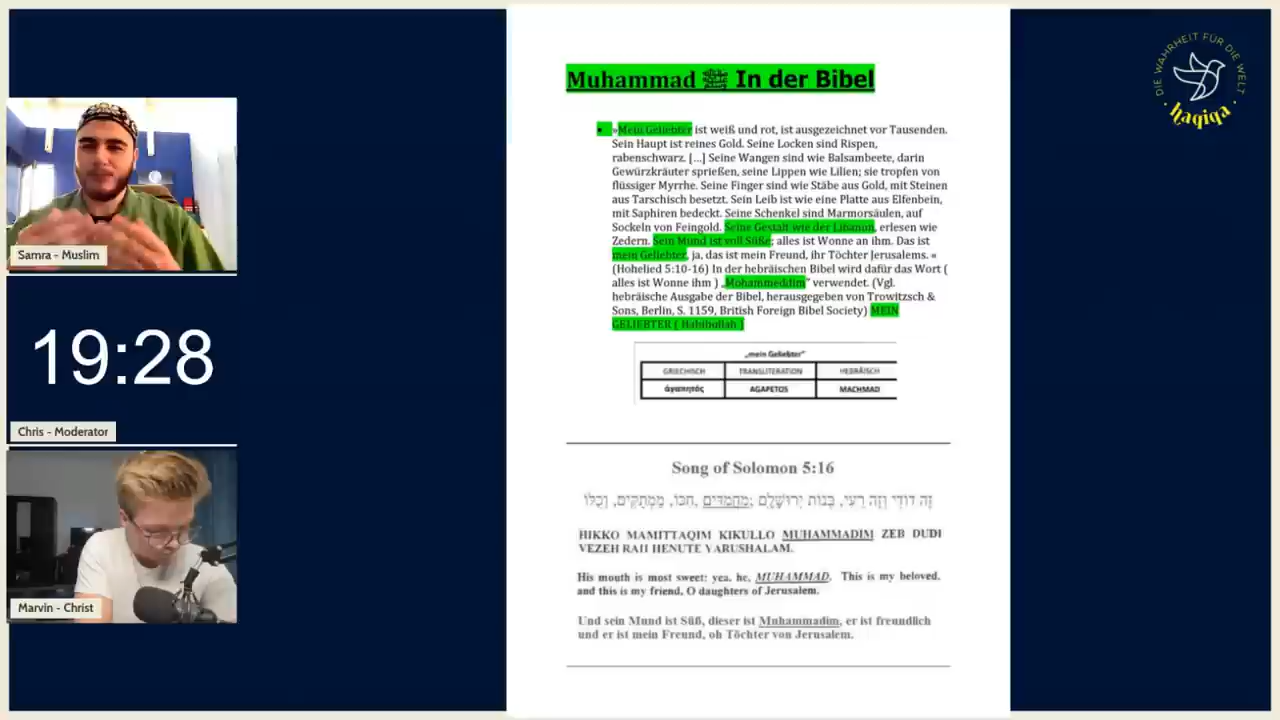 Samra - Muslim
19:28
Chris - Moderator
Marvin - Christ
DIE WAHRHEIT FÜR DIE WELT
haqiqa
Muhammad ﷺ In der Bibel
▪ »Mein Geliebter ist weiß und rot, ist ausgezeichnet vor Tausenden.
Sein Haupt ist reines Gold. Seine Locken sind Rispen,
rabenschwarz. [...] Seine Wangen sind wie Balsambeete, darin
Gewürzkräuter sprießen, seine Lippen wie Lilien; sie tropfen von
flüssiger Myrrhe. Seine Finger sind wie Stäbe aus Gold, mit Steinen
aus Tarschisch besetzt. Sein Leib ist wie eine Platte aus Elfenbein,
mit Saphiren bedeckt. Seine Schenkel sind Marmorsäulen, auf
Sockeln von Feingold. Seine Gestalt wie der Libanon, erlesen wie
Zedern. Sein Mund ist voll Süße; alles ist Wonne an ihm. Das ist
mein Geliebter, ja, das ist mein Freund, ihr Töchter Jerusalems. «
(Hohelied 5:10-16) In der hebräischen Bibel wird dafür das Wort (
alles ist Wonne ihm ) „Mohammeddim" verwendet. (Vgl.
hebräische Ausgabe der Bibel, herausgegeben von Trowitzsch &
Sons, Berlin, S. 1159, British Foreign Bibel Society) MEIN
GELIEBTER ( Habibullah )
„mein Geliebter"
GRIECHISCH TRANSLITERATION HEBRÄISCH
ἀγαπητός AGAPETOS MACHMAD
Song of Solomon 5:16
חִכּוֹ, מַמְתַקִּים, וְכֻלּוֹ, מַחֲמַדִּים; זֶה דוֹדִי וְזֶה רֵעִי, בְּנוֹת יְרוּשָׁלִָם
HIKKO MAMITTAQIM KIKULLO MUHAMMADIM ZEB DUDI
VEZEH RAII HENUTE YARUSHALAM.
His mouth is most sweet: yea, he, MUHAMMAD. This is my beloved,
and this is my friend, O daughters of Jerusalem.
Und sein Mund ist Süß, dieser ist Muhammadim, er ist freundlich
und er ist mein Freund, oh Töchter von Jerusalem.